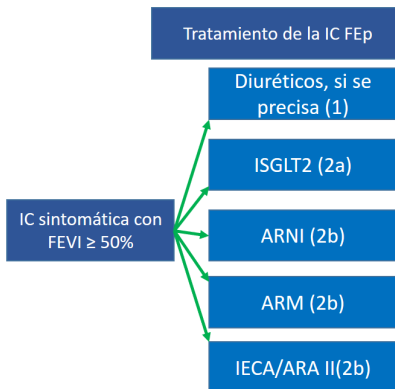 Tratamiento de la IC FEp
Diuréticos, si se
precisa (1)
ISGLT2 (2a)
IC sintomática con
FEVI ≥ 50%
ARNI (2b)
ARM (2b)
IECA/ARA II(2b)